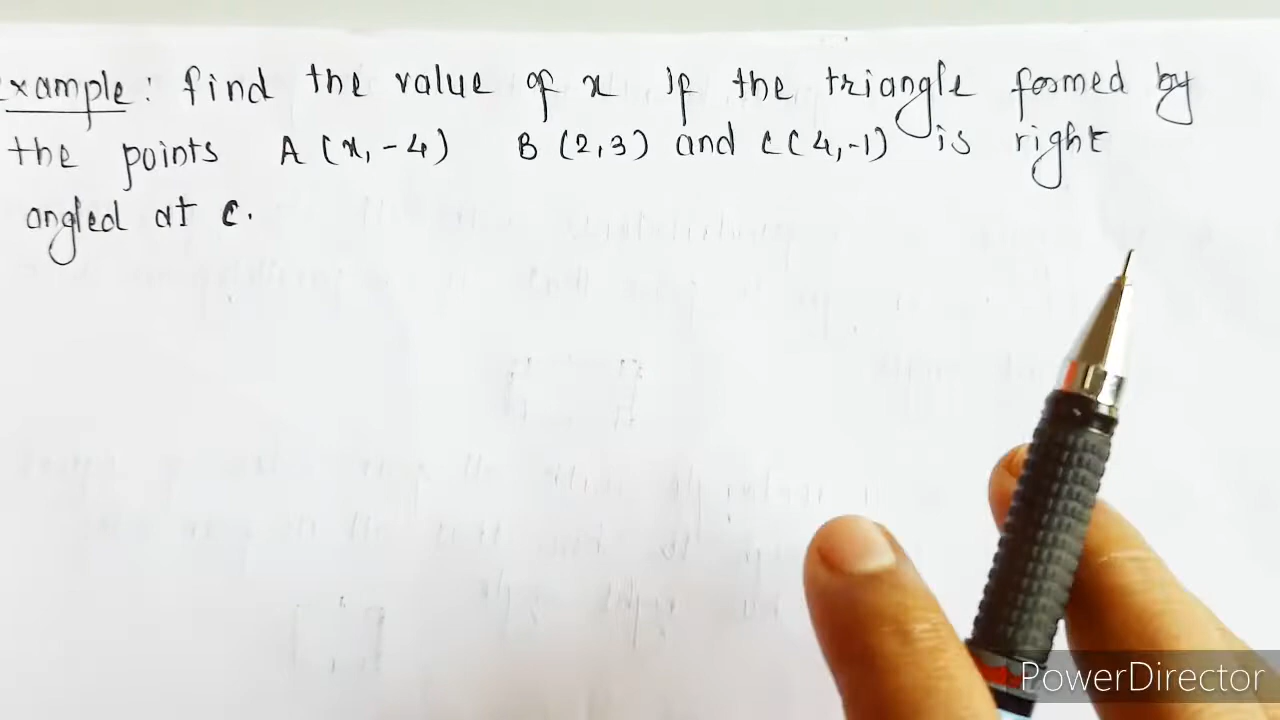 Example: find the value of x if the triangle formed by
the points A (x,-4) B (2,3) and C(4,-1) is right
angled at C.
PowerDirector